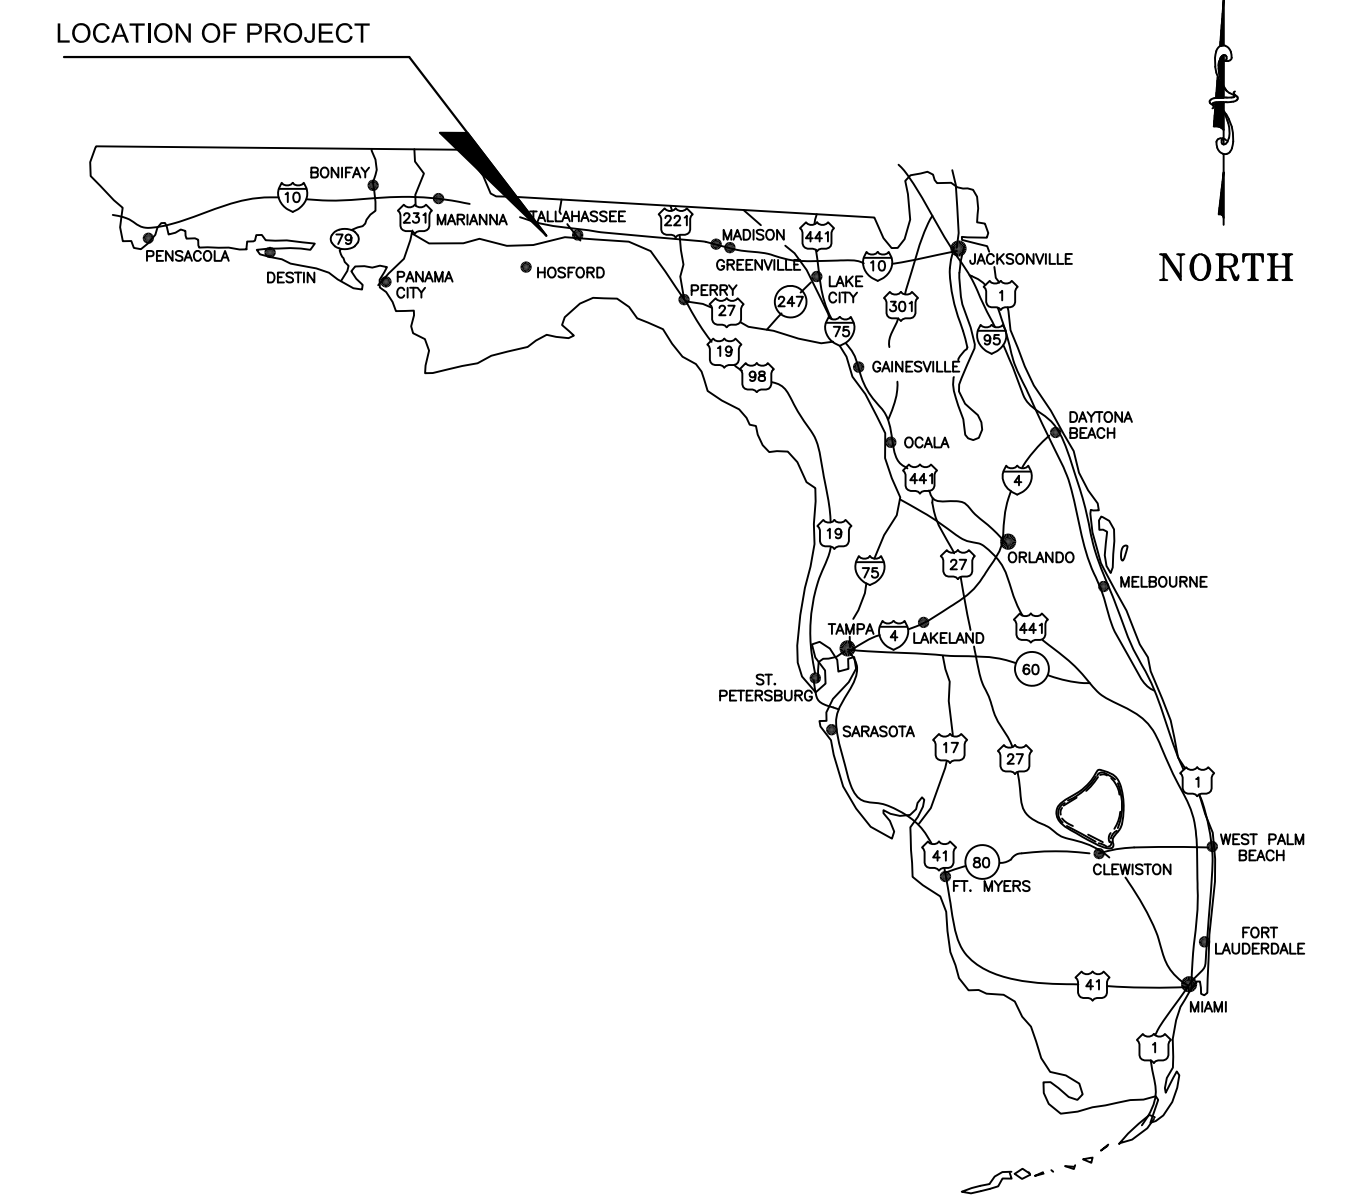 LOCATION OF PROJECT
NORTH
BONIFAY
10
MARIANNA
231
79
PENSACOLA
DESTIN
PANAMA
CITY
TALLAHASSEE
HOSFORD
221
MADISON
GREENVILLE
441
10
JACKSONVILLE
PERRY
27
247
LAKE
CITY
301
1
75
95
19
98
GAINESVILLE
DAYTONA
BEACH
OCALA
441
4
19
75
27
ORLANDO
MELBOURNE
TAMPA
4
LAKELAND
441
60
ST.
PETERSBURG
SARASOTA
17
27
1
WEST PALM
BEACH
41
80
CLEWISTON
FT. MYERS
FORT
LAUDERDALE
41
MIAMI
1